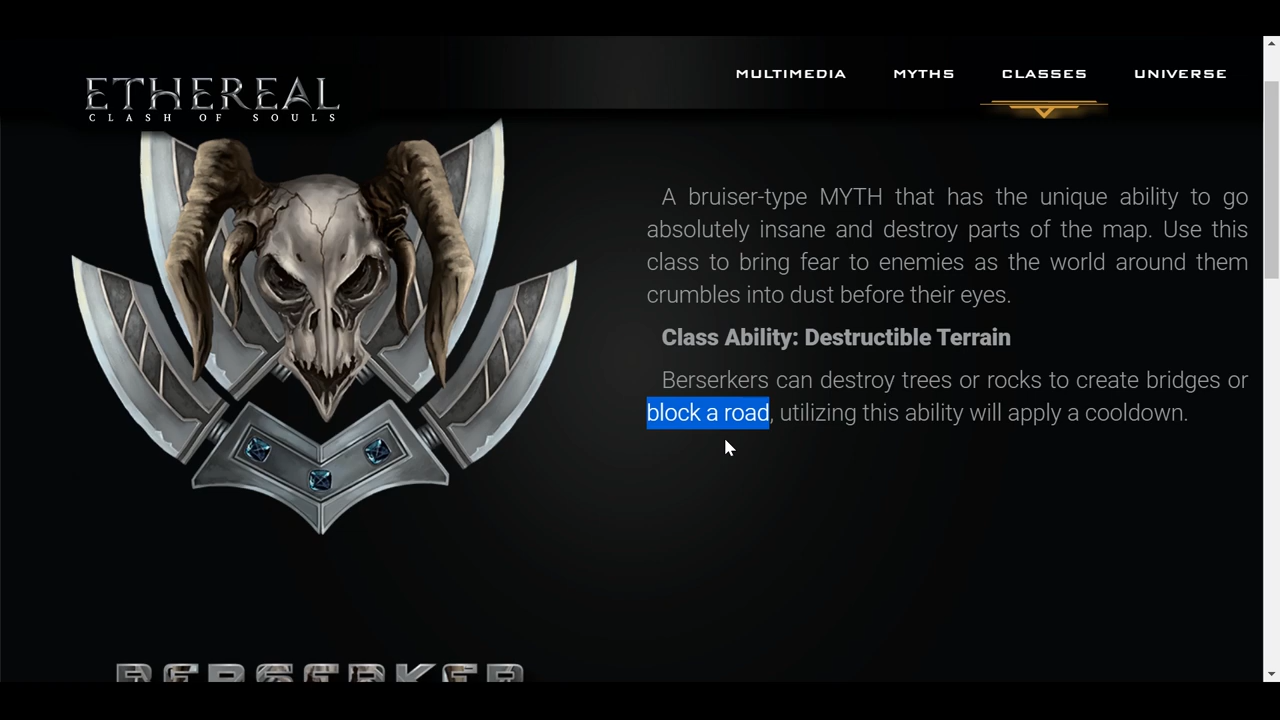 ETHEREAL
CLASH OF SOULS
MULTIMEDIA MYTHS CLASSES UNIVERSE
A bruiser-type MYTH that has the unique ability to go
absolutely insane and destroy parts of the map. Use this
class to bring fear to enemies as the world around them
crumbles into dust before their eyes.
Class Ability: Destructible Terrain
Berserkers can destroy trees or rocks to create bridges or
block a road, utilizing this ability will apply a cooldown.
BERSERKER